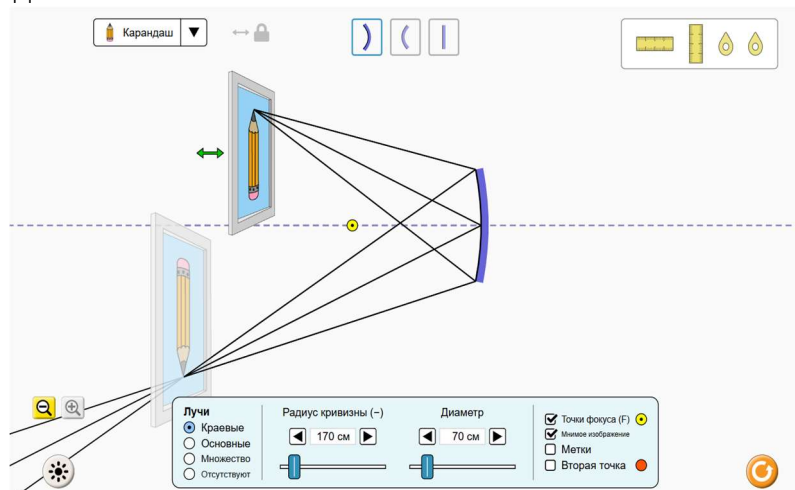 Карандаш
Лучи
Краевые
Основные
Множество
Отсутствуют
Радиус кривизны (−)
170 см
Диаметр
70 см
Точки фокуса (F)
Мнимое изображение
Метки
Вторая точка